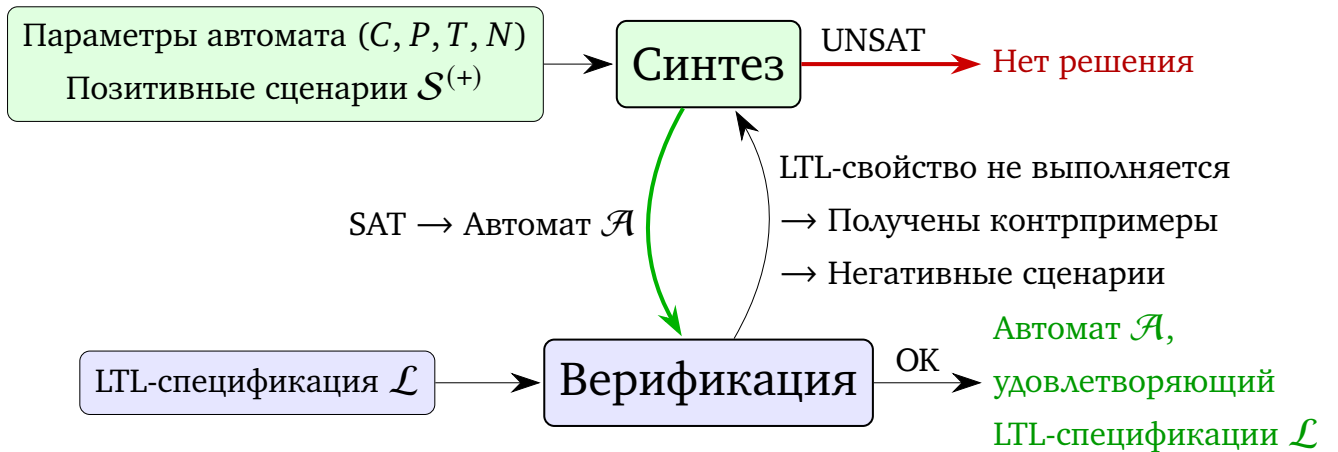 Параметры автомата (C, P, T, N)
Позитивные сценарии 𝓢(+)
Синтез
UNSAT
Нет решения
SAT → Автомат 𝒜
LTL-свойство не выполняется
→ Получены контрпримеры
→ Негативные сценарии
LTL-спецификация 𝓛
Верификация
OK
Автомат 𝒜,
удовлетворяющий
LTL-спецификации 𝓛